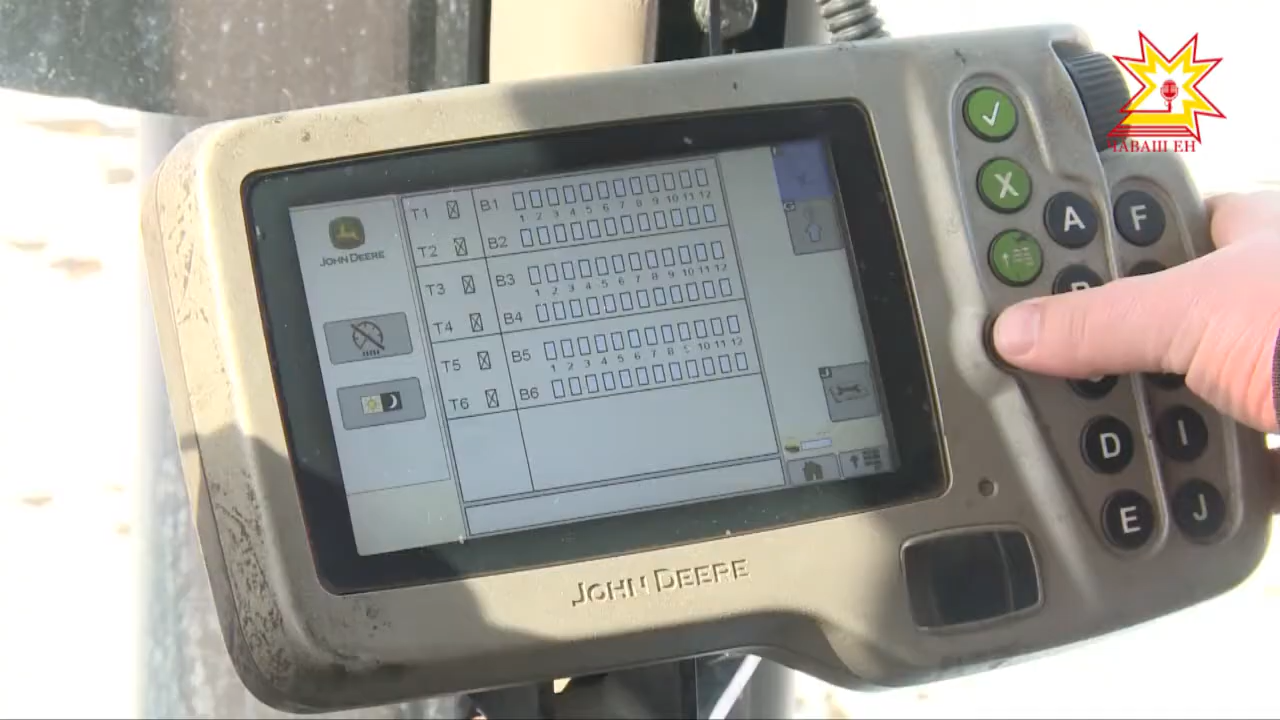 ЧАВАШ ЕН
JOHN DEERE
T1 B1
1 2 3 4 5 6 7 8 9 10 11 12
T2 B2
T3 B3
1 2 3 4 5 6 7 8 9 10 11 12
T4 B4
T5 B5
1 2 3 4 5 6 7 8 9 10 11 12
T6 B6
G
J
JOHN DEERE
X
A
F
D
I
E
J